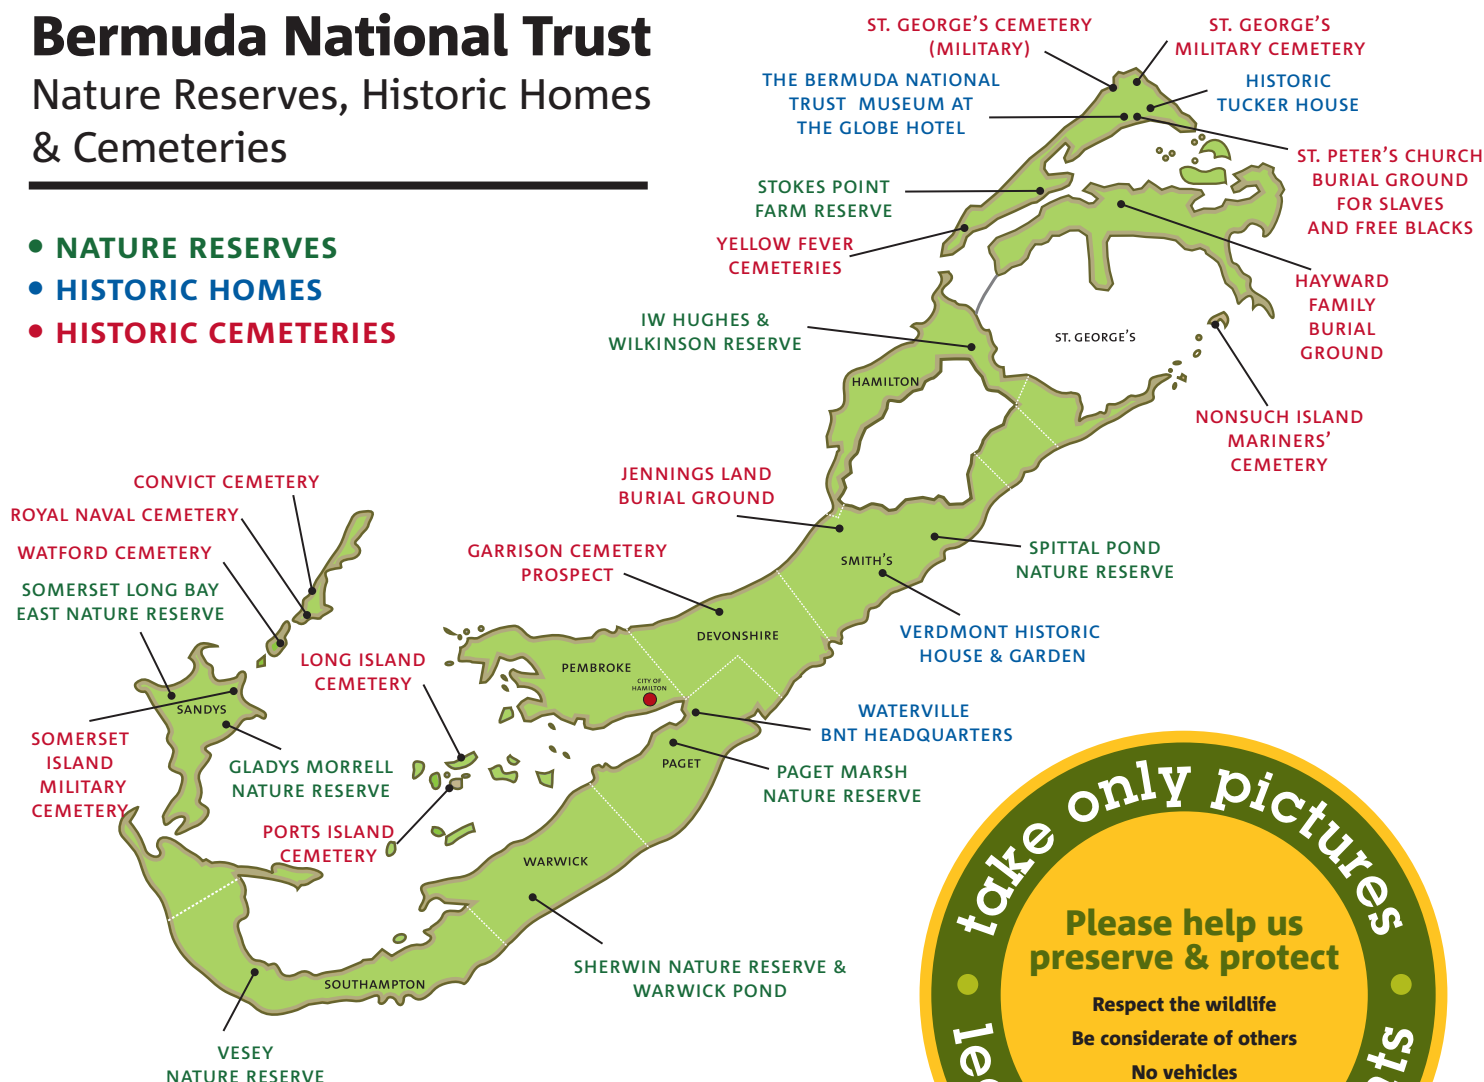 Bermuda National Trust
Nature Reserves, Historic Homes
& Cemeteries
• NATURE RESERVES
• HISTORIC HOMES
• HISTORIC CEMETERIES
ST. GEORGE'S CEMETERY
(MILITARY)
ST. GEORGE'S
MILITARY CEMETERY
THE BERMUDA NATIONAL
TRUST MUSEUM AT
THE GLOBE HOTEL
HISTORIC
TUCKER HOUSE
ST. PETER'S CHURCH
BURIAL GROUND
FOR SLAVES
AND FREE BLACKS
STOKES POINT
FARM RESERVE
YELLOW FEVER
CEMETERIES
HAYWARD
FAMILY
BURIAL
GROUND
IW HUGHES &
WILKINSON RESERVE
ST. GEORGE'S
HAMILTON
NONSUCH ISLAND
MARINERS'
CEMETERY
JENNINGS LAND
BURIAL GROUND
CONVICT CEMETERY
ROYAL NAVAL CEMETERY
WATFORD CEMETERY
SOMERSET LONG BAY
EAST NATURE RESERVE
GARRISON CEMETERY
PROSPECT
SMITH'S
SPITTAL POND
NATURE RESERVE
VERDMONT HISTORIC
HOUSE & GARDEN
DEVONSHIRE
PEMBROKE
CITY OF
HAMILTON
LONG ISLAND
CEMETERY
SANDYS
SOMERSET
ISLAND
MILITARY
CEMETERY
GLADYS MORRELL
NATURE RESERVE
WATERVILLE
BNT HEADQUARTERS
PAGET
PAGET MARSH
NATURE RESERVE
PORTS ISLAND
CEMETERY
WARWICK
SHERWIN NATURE RESERVE &
WARWICK POND
SOUTHAMPTON
VESEY
NATURE RESERVE
take only pictures
Please help us
preserve & protect
Respect the wildlife
Be considerate of others
No vehicles